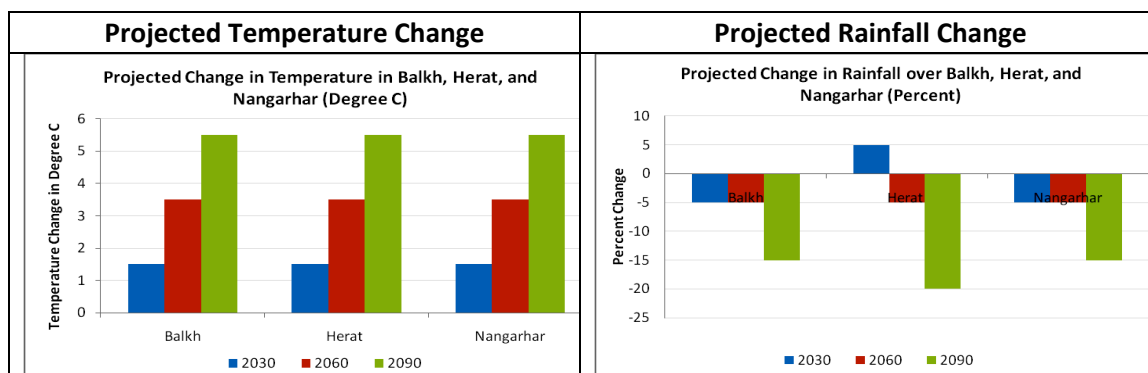 Projected Temperature Change
Projected Change in Temperature in Balkh, Herat, and
Nangarhar (Degree C)
Temperature Change in Degree C
6
5
4
3
2
1
0
Balkh Herat Nangarhar
2030 2060 2090
Projected Rainfall Change
Projected Change in Rainfall over Balkh, Herat, and
Nangarhar (Percent)
Percent Change
10
5
0
-5
-10
-15
-20
-25
Balkh Herat Nangarhar
2030 2060 2090